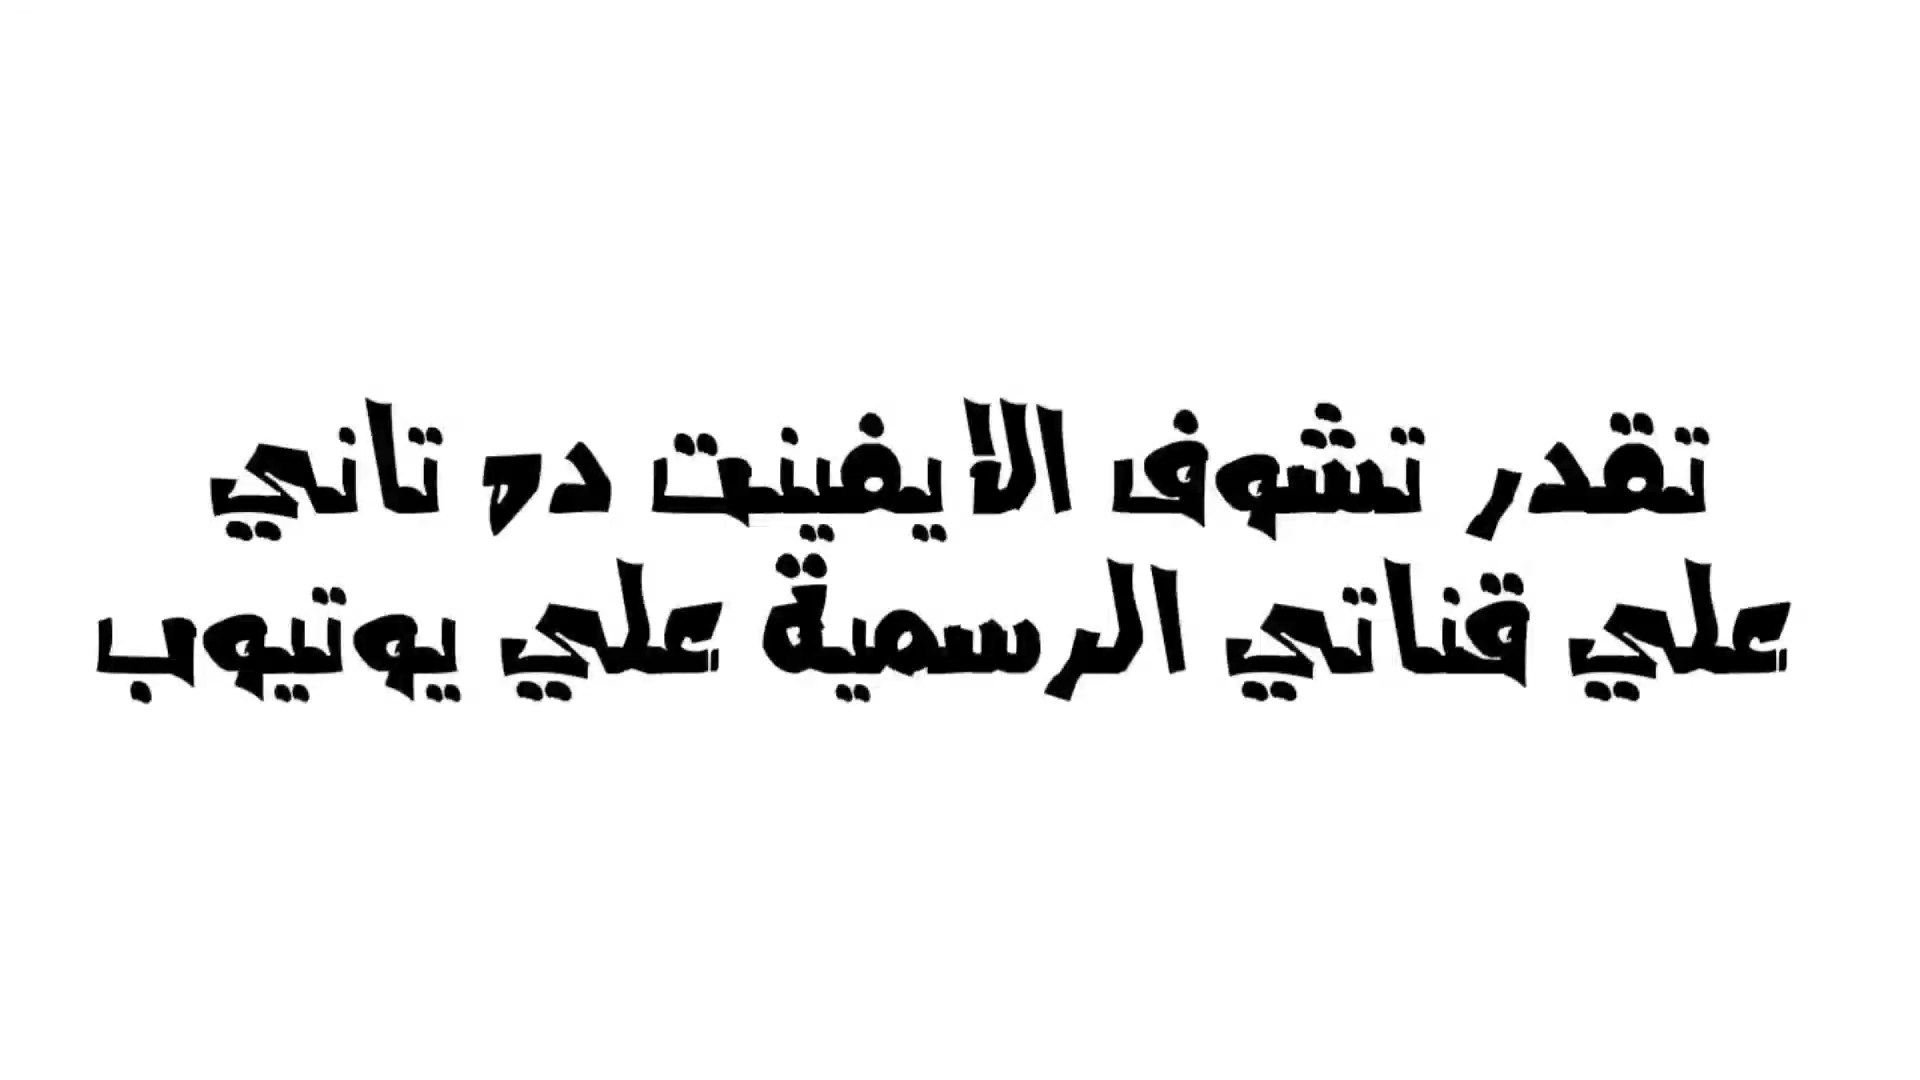 تقدر تشوف الايفينت ده تاني
علي قناتي الرسمية علي يوتيوب